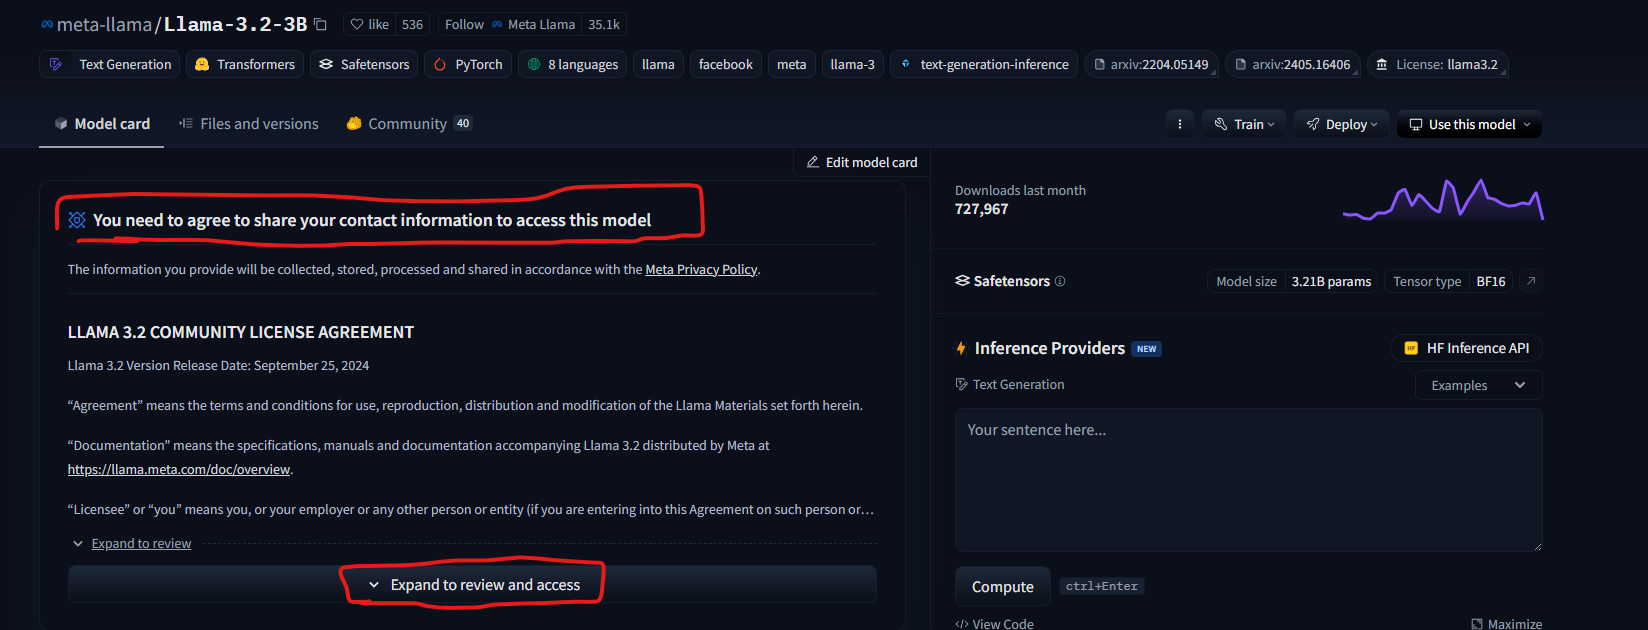 meta-llama/Llama-3.2-3B like 536 Follow Meta Llama 35.1k
Text Generation Transformers Safetensors PyTorch 8 languages llama facebook meta llama-3 text-generation-inference arxiv:2204.05149 arxiv:2405.16406 License: llama3.2
Model card Files and versions Community 40 Train Deploy Use this model
Edit model card
You need to agree to share your contact information to access this model
The information you provide will be collected, stored, processed and shared in accordance with the Meta Privacy Policy.
LLAMA 3.2 COMMUNITY LICENSE AGREEMENT
Llama 3.2 Version Release Date: September 25, 2024
“Agreement” means the terms and conditions for use, reproduction, distribution and modification of the Llama Materials set forth herein.
“Documentation” means the specifications, manuals and documentation accompanying Llama 3.2 distributed by Meta at
https://llama.meta.com/doc/overview.
“Licensee” or “you” means you, or your employer or any other person or entity (if you are entering into this Agreement on such person or…
Expand to review
Expand to review and access
Downloads last month
727,967
Safetensors Model size 3.21B params Tensor type BF16
Inference Providers NEW HF Inference API
Text Generation Examples
Your sentence here...
Compute ctrl+Enter
View Code Maximize